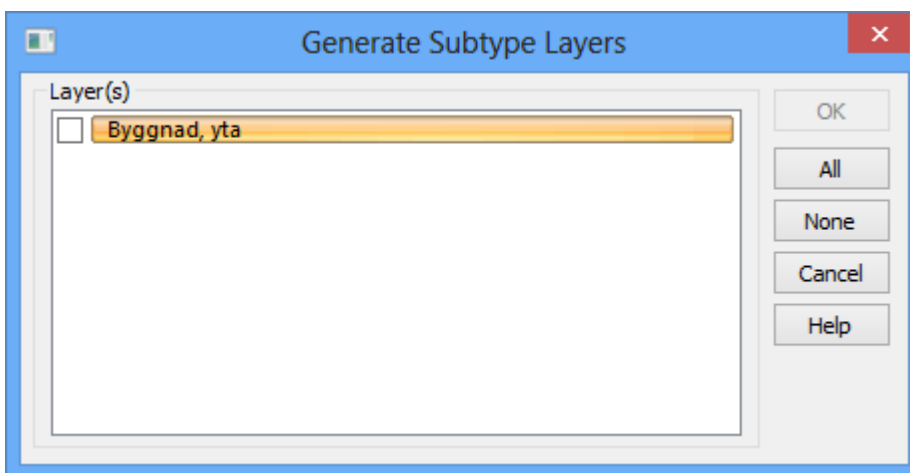 Generate Subtype Layers
Layer(s)
Byggnad, yta
OK
All
None
Cancel
Help